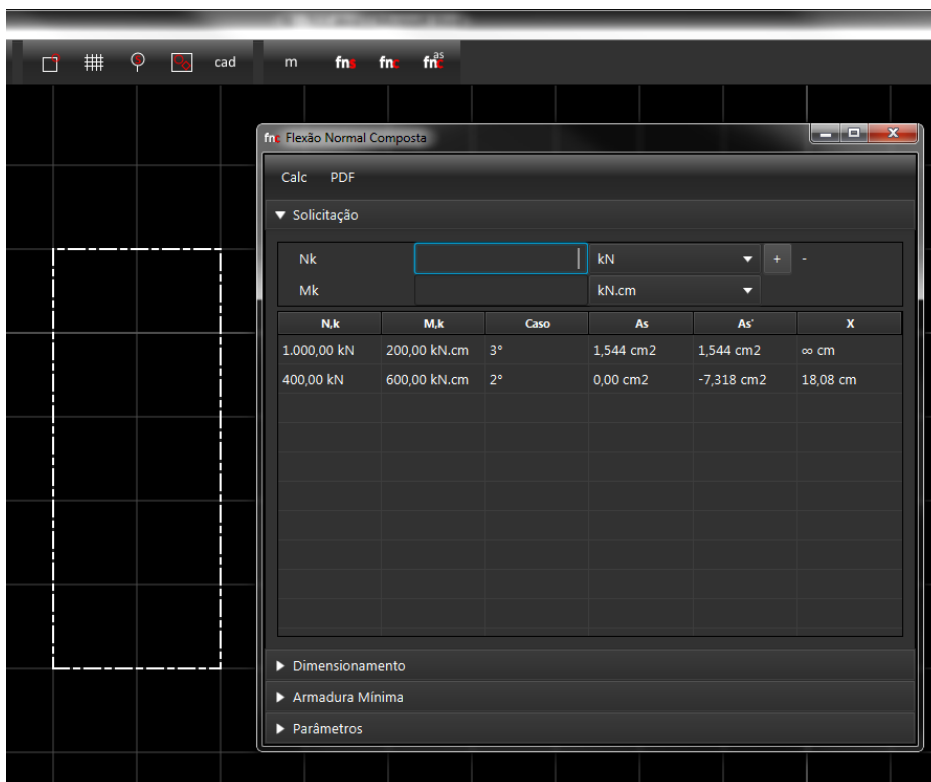 cad m fns fnc as fnc
fnc Flexão Normal Composta
Calc PDF
Solicitação
Nk kN + -
Mk kN.cm
N,k M,k Caso As As' X
1.000,00 kN 200,00 kN.cm 3° 1,544 cm2 1,544 cm2 ∞ cm
400,00 kN 600,00 kN.cm 2° 0,00 cm2 -7,318 cm2 18,08 cm
Dimensionamento
Armadura Mínima
Parâmetros